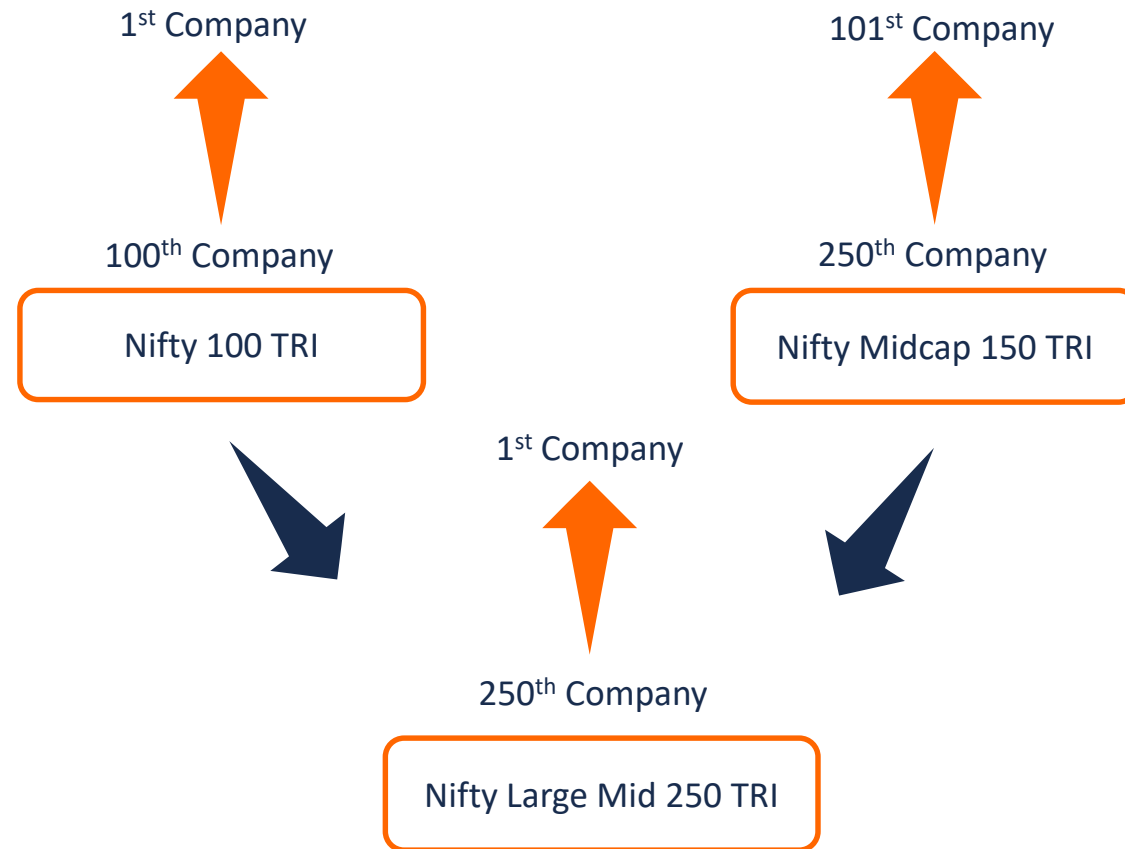 1st Company
101st Company
100th Company
250th Company
Nifty 100 TRI
Nifty Midcap 150 TRI
1st Company
250th Company
Nifty Large Mid 250 TRI